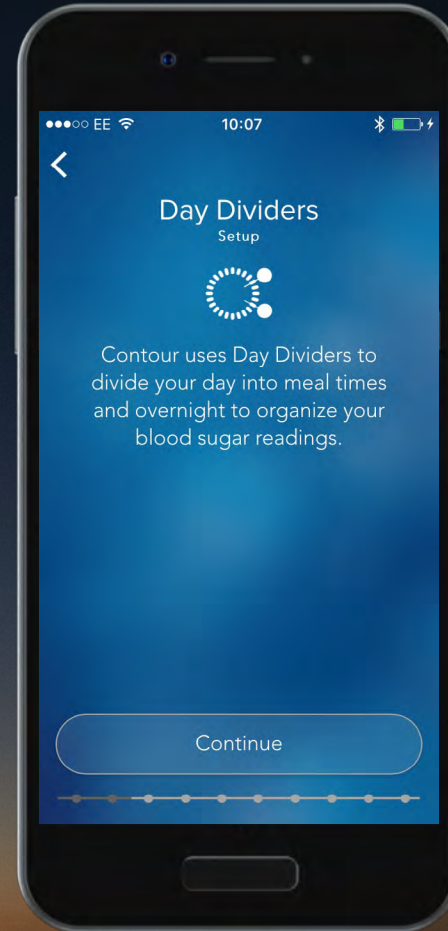 EE 10:07
Day Dividers
Setup
Contour uses Day Dividers to
divide your day into meal times
and overnight to organize your
blood sugar readings.
Continue